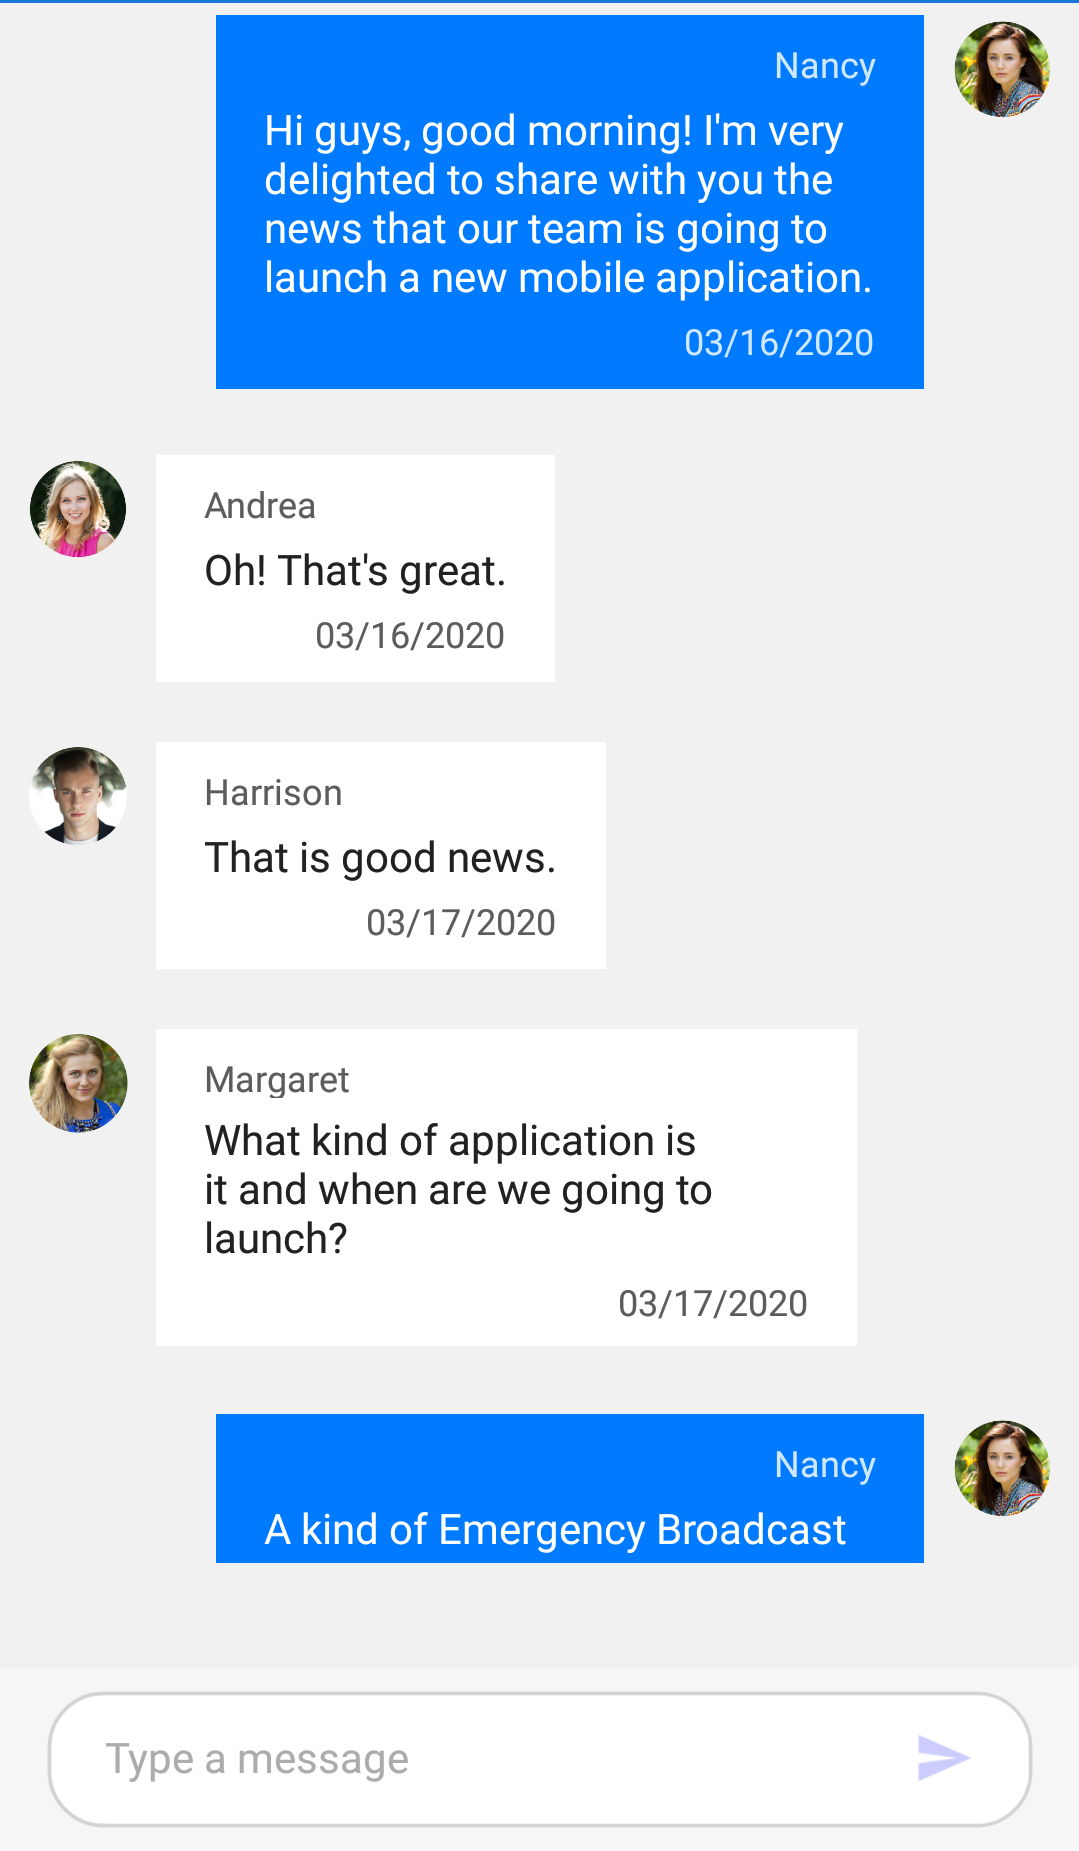 Nancy
Hi guys, good morning! I'm very
delighted to share with you the
news that our team is going to
launch a new mobile application.
03/16/2020
Andrea
Oh! That's great.
03/16/2020
Harrison
That is good news.
03/17/2020
Margaret
What kind of application is
it and when are we going to
launch?
03/17/2020
Nancy
A kind of Emergency Broadcast
Type a message